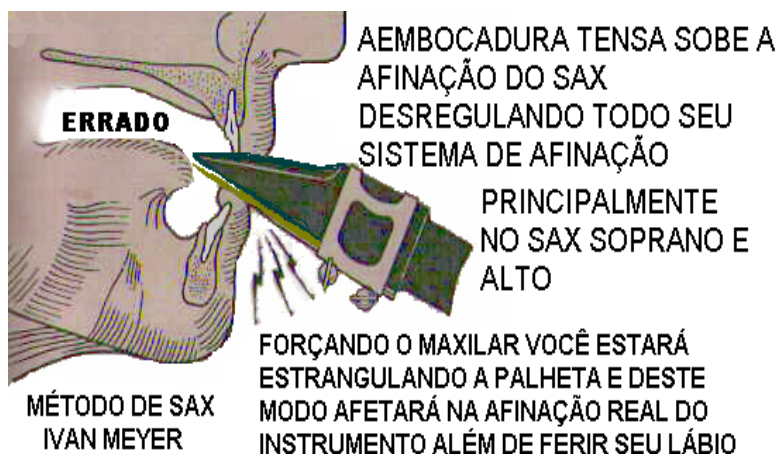 AEMBOCADURA TENSA SOBE A
AFINAÇÃO DO SAX
DESREGULANDO TODO SEU
SISTEMA DE AFINAÇÃO
ERRADO
PRINCIPALMENTE
NO SAX SOPRANO E
ALTO
FORÇANDO O MAXILAR VOCÊ ESTARÁ
ESTRANGULANDO A PALHETA E DESTE
MODO AFETARÁ NA AFINAÇÃO REAL DO
INSTRUMENTO ALÉM DE FERIR SEU LÁBIO
MÉTODO DE SAX
IVAN MEYER